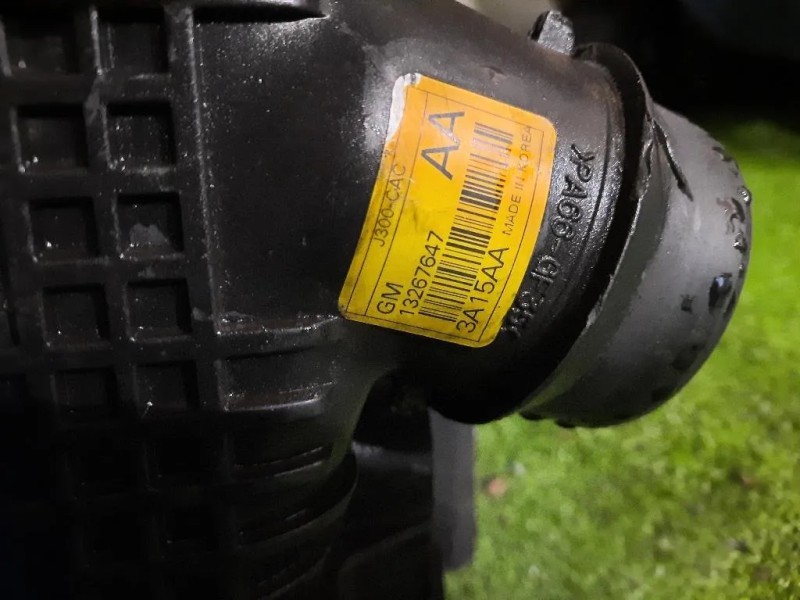 J300-CAC
AA
GM
13267647
MADE IN KOREA
3A15AA